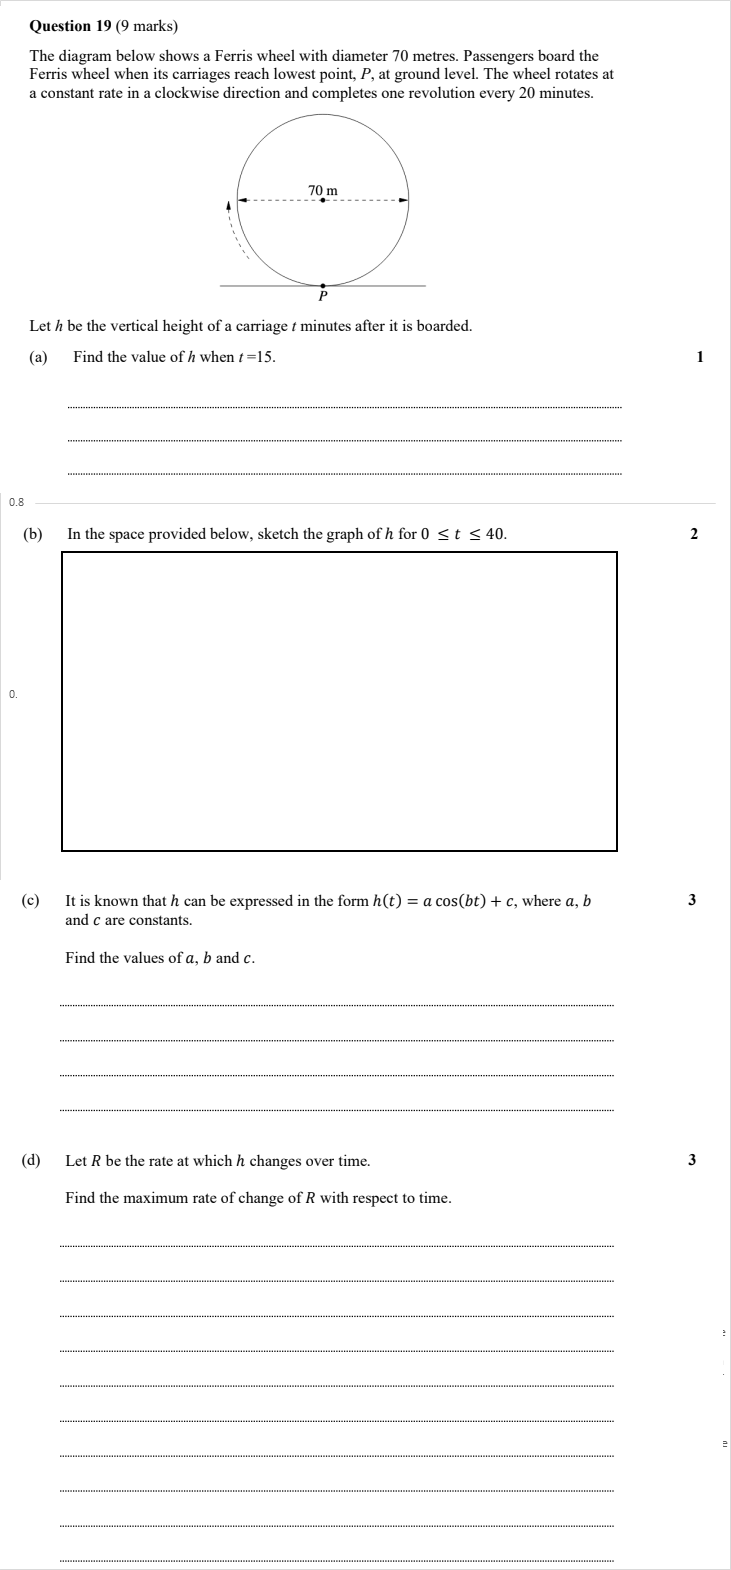 Question 19 (9 marks)
The diagram below shows a Ferris wheel with diameter 70 metres. Passengers board the
Ferris wheel when its carriages reach lowest point, P, at ground level. The wheel rotates at
a constant rate in a clockwise direction and completes one revolution every 20 minutes.
70 m
P
Let h be the vertical height of a carriage t minutes after it is boarded.
(a) Find the value of h when t =15. 1
0.8
(b) In the space provided below, sketch the graph of h for 0 ≤ t ≤ 40. 2
0.
(c) It is known that h can be expressed in the form h(t) = a cos(bt) + c, where a, b 3
and c are constants.
Find the values of a, b and c.
(d) Let R be the rate at which h changes over time. 3
Find the maximum rate of change of R with respect to time.